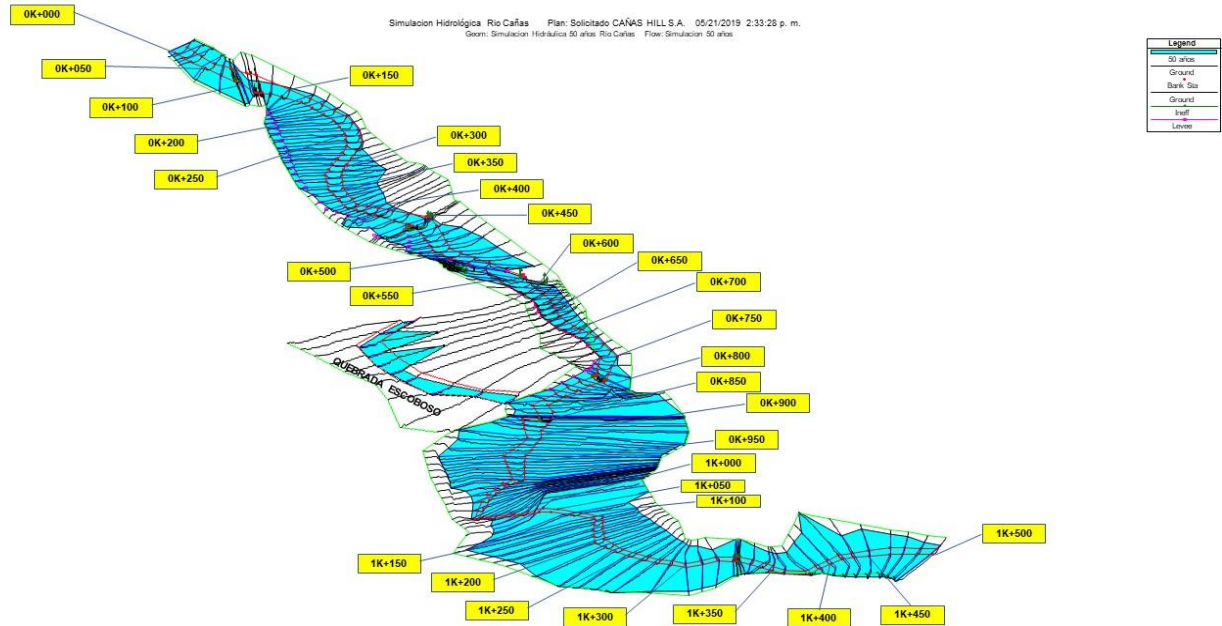 Simulacion Hidrológica Rio Cañas Plan: Solicitado CAÑAS HILL S.A. 05/21/2019 2:33:28 p. m.
Geom: Simulacion Hidráulica 50 años Rio Cañas Flow: Simulacion 50 años
Legend
50 años
Ground
Bank Sta
Ground
Ineff
Levee
0K+000
0K+050
0K+150
0K+100
0K+200
0K+300
0K+350
0K+250
0K+400
0K+450
0K+600
0K+500
0K+650
0K+550
0K+700
0K+750
0K+800
QUEBRADA ESCOBOSO
0K+850
0K+900
0K+950
1K+000
1K+050
1K+100
1K+500
1K+150
1K+200
1K+250
1K+300
1K+350
1K+400
1K+450